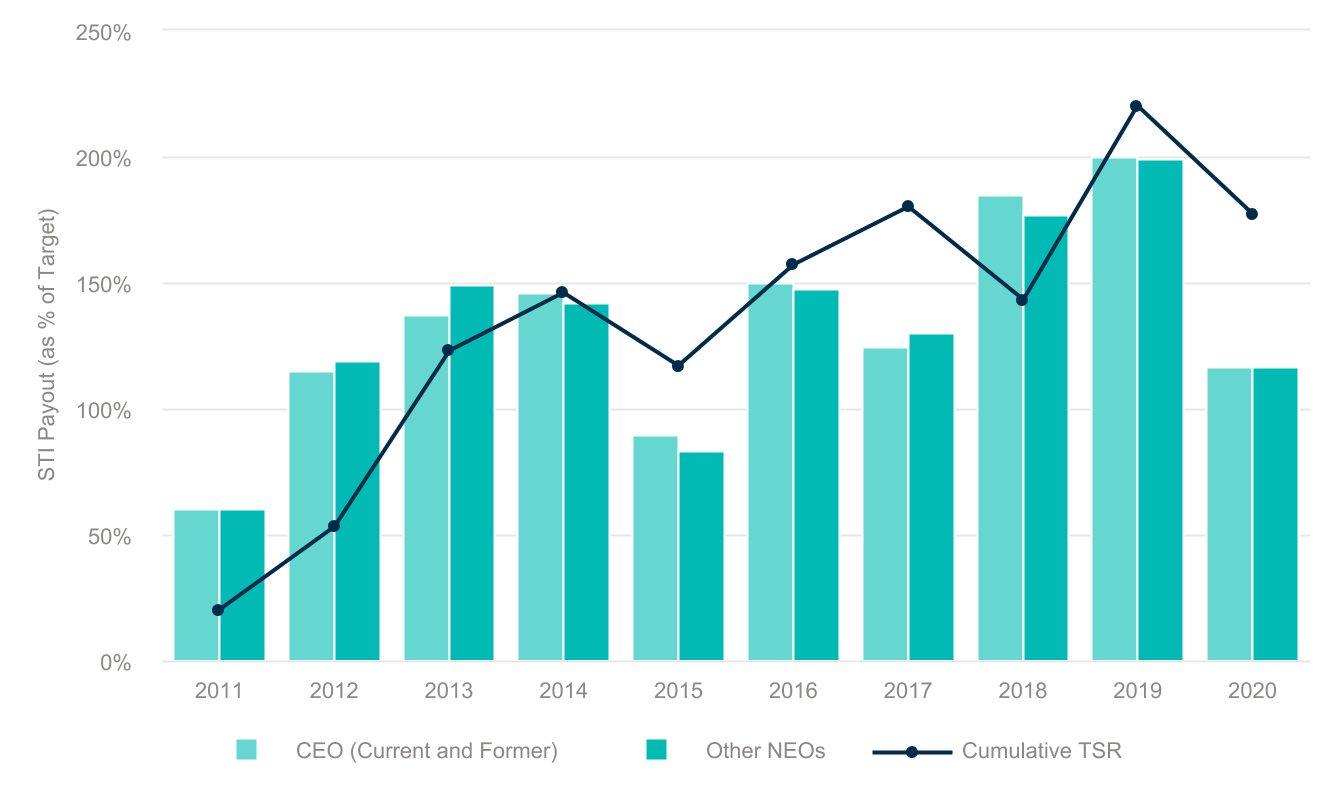 250%
200%
150%
100%
50%
0%
STI Payout (as % of Target)
2011 2012 2013 2014 2015 2016 2017 2018 2019 2020
CEO (Current and Former) Other NEOs Cumulative TSR